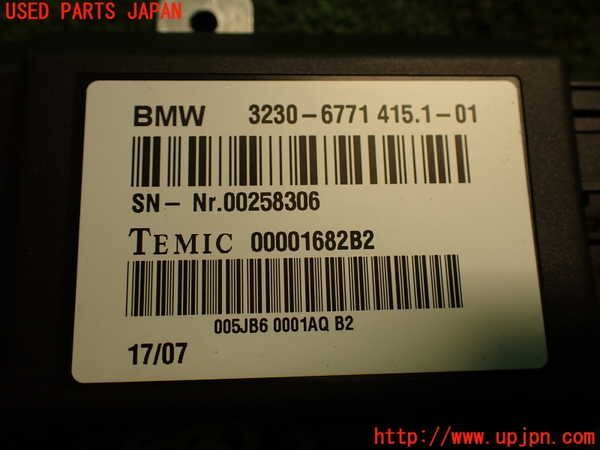 USED PARTS JAPAN
BMW 3230-6771 415.1-01
SN- Nr.00258306
TEMIC 00001682B2
005JB6 0001AQ B2
17/07
http://www.upjpn.com/